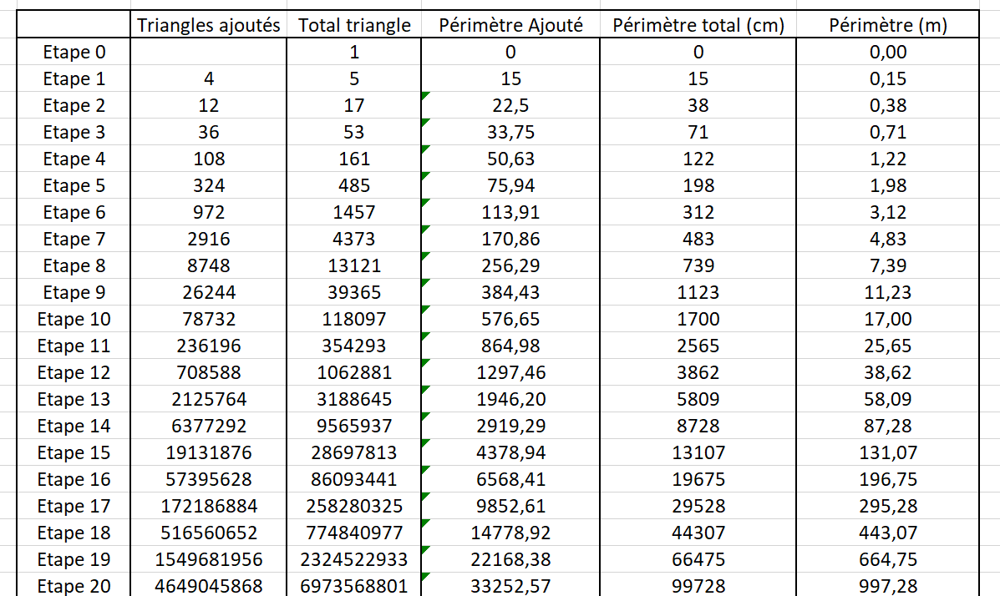 Triangles ajoutés Total triangle Périmètre Ajouté Périmètre total (cm) Périmètre (m)
Etape 0 1 0 0 0,00
Etape 1 4 5 15 15 0,15
Etape 2 12 17 22,5 38 0,38
Etape 3 36 53 33,75 71 0,71
Etape 4 108 161 50,63 122 1,22
Etape 5 324 485 75,94 198 1,98
Etape 6 972 1457 113,91 312 3,12
Etape 7 2916 4373 170,86 483 4,83
Etape 8 8748 13121 256,29 739 7,39
Etape 9 26244 39365 384,43 1123 11,23
Etape 10 78732 118097 576,65 1700 17,00
Etape 11 236196 354293 864,98 2565 25,65
Etape 12 708588 1062881 1297,46 3862 38,62
Etape 13 2125764 3188645 1946,20 5809 58,09
Etape 14 6377292 9565937 2919,29 8728 87,28
Etape 15 19131876 28697813 4378,94 13107 131,07
Etape 16 57395628 86093441 6568,41 19675 196,75
Etape 17 172186884 258280325 9852,61 29528 295,28
Etape 18 516560652 774840977 14778,92 44307 443,07
Etape 19 1549681956 2324522933 22168,38 66475 664,75
Etape 20 4649045868 6973568801 33252,57 99728 997,28